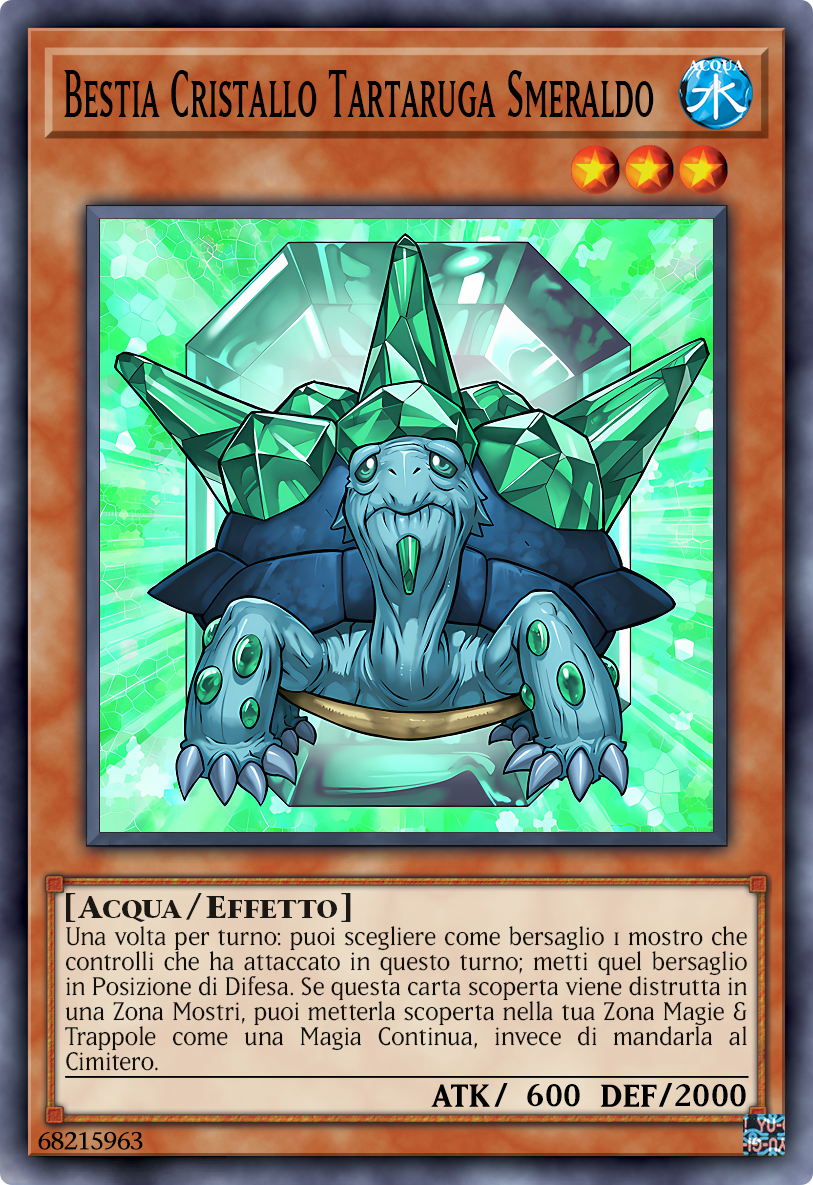 Bestia Cristallo Tartaruga Smeraldo
ACQUA
水
[Acqua/Effetto]
Una volta per turno: puoi scegliere come bersaglio 1 mostro che
controlli che ha attaccato in questo turno; metti quel bersaglio
in Posizione di Difesa. Se questa carta scoperta viene distrutta in
una Zona Mostri, puoi metterla scoperta nella tua Zona Magie &
Trappole come una Magia Continua, invece di mandarla al
Cimitero.
ATK/ 600 DEF/2000
68215963